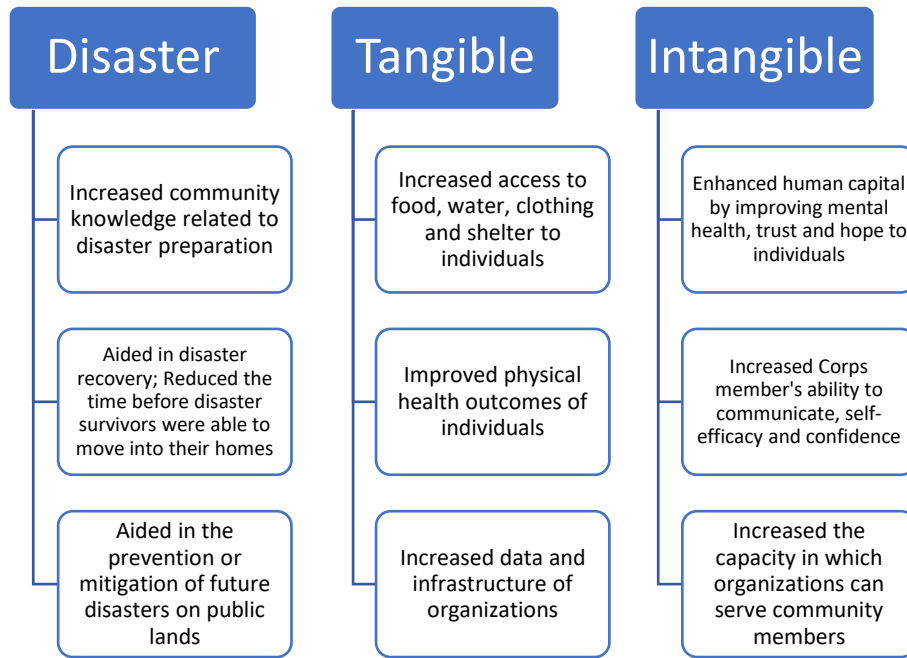 Disaster
Increased community
knowledge related to
disaster preparation
Aided in disaster
recovery; Reduced the
time before disaster
survivors were able to
move into their homes
Aided in the
prevention or
mitigation of future
disasters on public
lands
Tangible
Increased access to
food, water, clothing
and shelter to
individuals
Improved physical
health outcomes of
individuals
Increased data and
infrastructure of
organizations
Intangible
Enhanced human capital
by improving mental
health, trust and hope to
individuals
Increased Corps
member's ability to
communicate, self-
efficacy and confidence
Increased the
capacity in which
organizations can
serve community
members